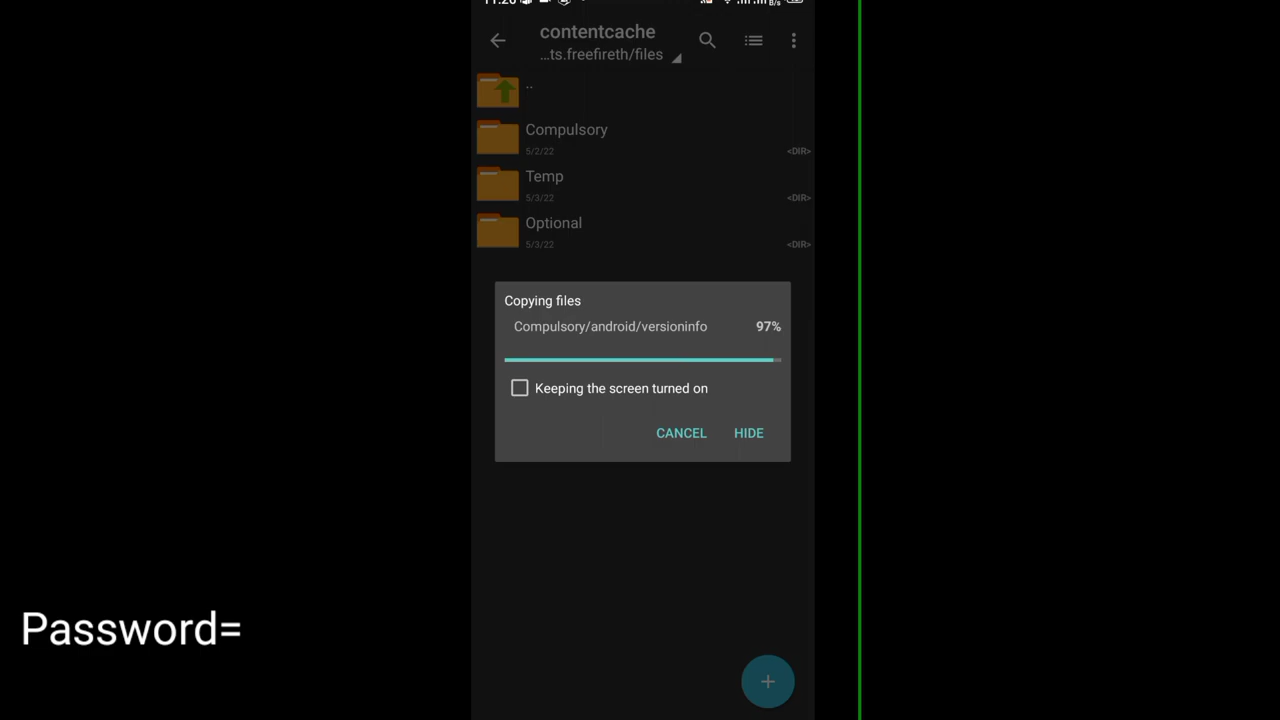 contentcache
...ts.freefireth/files
..
Compulsory
5/2/22
<DIR>
Temp
5/3/22
<DIR>
Optional
5/3/22
<DIR>
Copying files
Compulsory/android/versioninfo 97%
Keeping the screen turned on
CANCEL HIDE
Password=
+